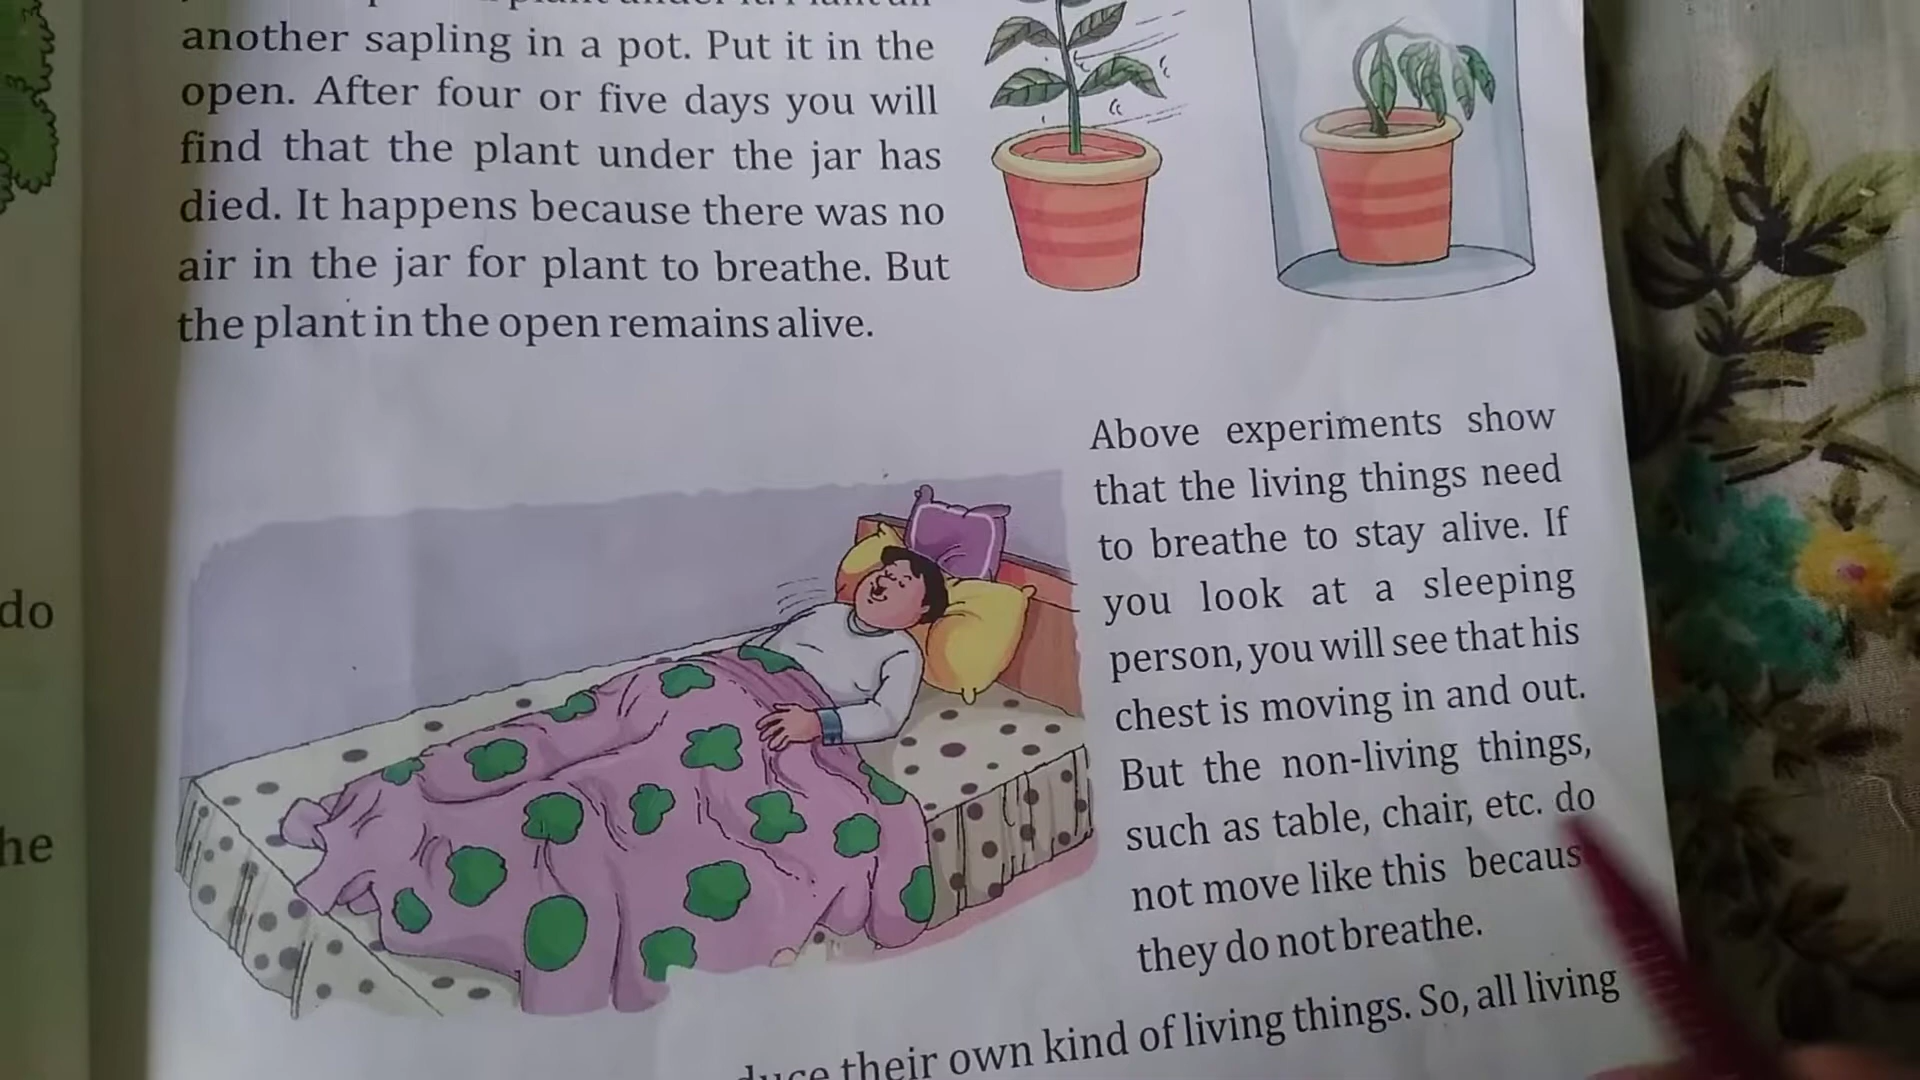 another sapling in a pot. Put it in the
open. After four or five days you will
find that the plant under the jar has
died. It happens because there was no
air in the jar for plant to breathe. But
the plant in the open remains alive.
Above experiments show
that the living things need
to breathe to stay alive. If
you look at a sleeping
person, you will see that his
chest is moving in and out.
But the non-living things,
such as table, chair, etc. do
not move like this becaus
they do not breathe.
their own kind of living things. So, all living
do
he